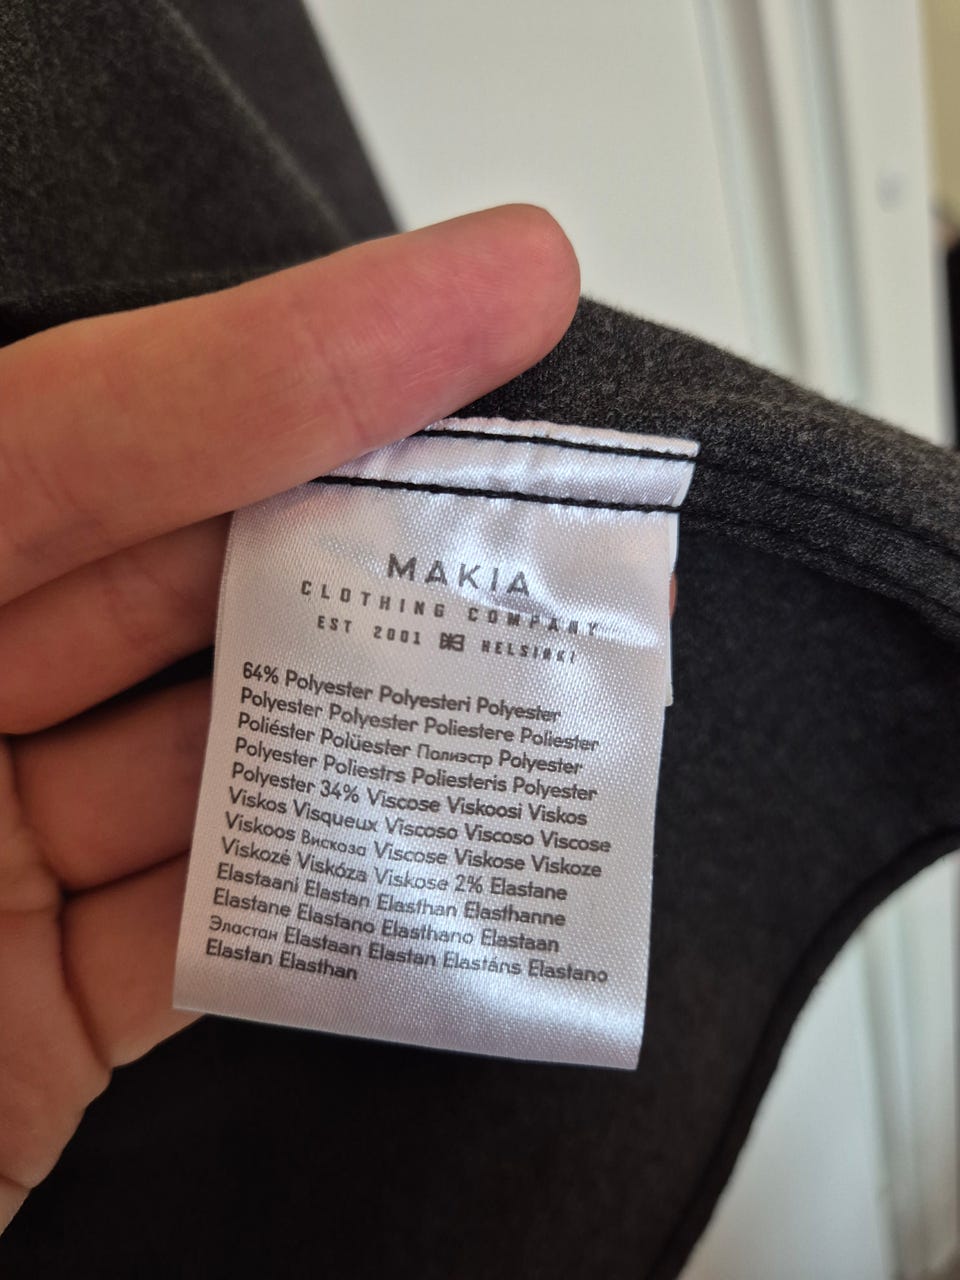 MAKIA
CLOTHING COMPANY
EST 2001 HELSINKI
64% Polyester Polyesteri Polyester
Polyester Polyester Poliestere Poliester
Poliéster Polüester Полиэстр Polyester
Polyester Poliestrs Poliesteris Polyester
Polyester 34% Viscose Viskoosi Viskos
Viskos Visqueux Viscoso Viscoso Viscose
Viskoos Вискоза Viscose Viskose Viskoze
Viskozė Viskóza Viskose 2% Elastane
Elastaani Elastan Elasthan Elasthanne
Elastane Elastano Elasthano Elastaan
Эластан Elastaan Elastan Elastáns Elastano
Elastan Elasthan